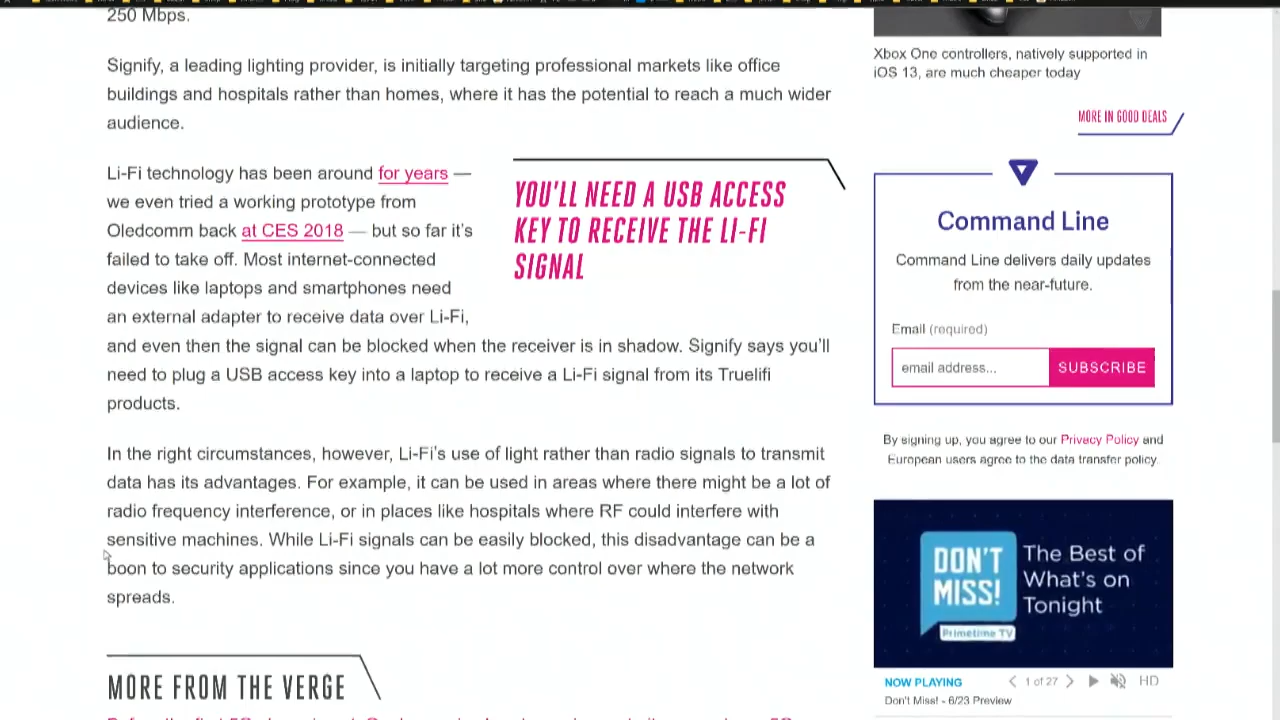 250 Mbps.
Signify, a leading lighting provider, is initially targeting professional markets like office
buildings and hospitals rather than homes, where it has the potential to reach a much wider
audience.
Li-Fi technology has been around for years —
we even tried a working prototype from
Oledcomm back at CES 2018 — but so far it's
failed to take off. Most internet-connected
devices like laptops and smartphones need
an external adapter to receive data over Li-Fi,
and even then the signal can be blocked when the receiver is in shadow. Signify says you'll
need to plug a USB access key into a laptop to receive a Li-Fi signal from its Truelifi
products.
YOU'LL NEED A USB ACCESS
KEY TO RECEIVE THE LI-FI
SIGNAL
In the right circumstances, however, Li-Fi's use of light rather than radio signals to transmit
data has its advantages. For example, it can be used in areas where there might be a lot of
radio frequency interference, or in places like hospitals where RF could interfere with
sensitive machines. While Li-Fi signals can be easily blocked, this disadvantage can be a
boon to security applications since you have a lot more control over where the network
spreads.
MORE FROM THE VERGE
Xbox One controllers, natively supported in
iOS 13, are much cheaper today
MORE IN GOOD DEALS
Command Line
Command Line delivers daily updates
from the near-future.
Email (required)
email address...
SUBSCRIBE
By signing up, you agree to our Privacy Policy and
European users agree to the data transfer policy.
DON'T
MISS!
Primetime TV
The Best of
What's on
Tonight
NOW PLAYING
1 of 27
HD
Don't Miss! - 6/23 Preview